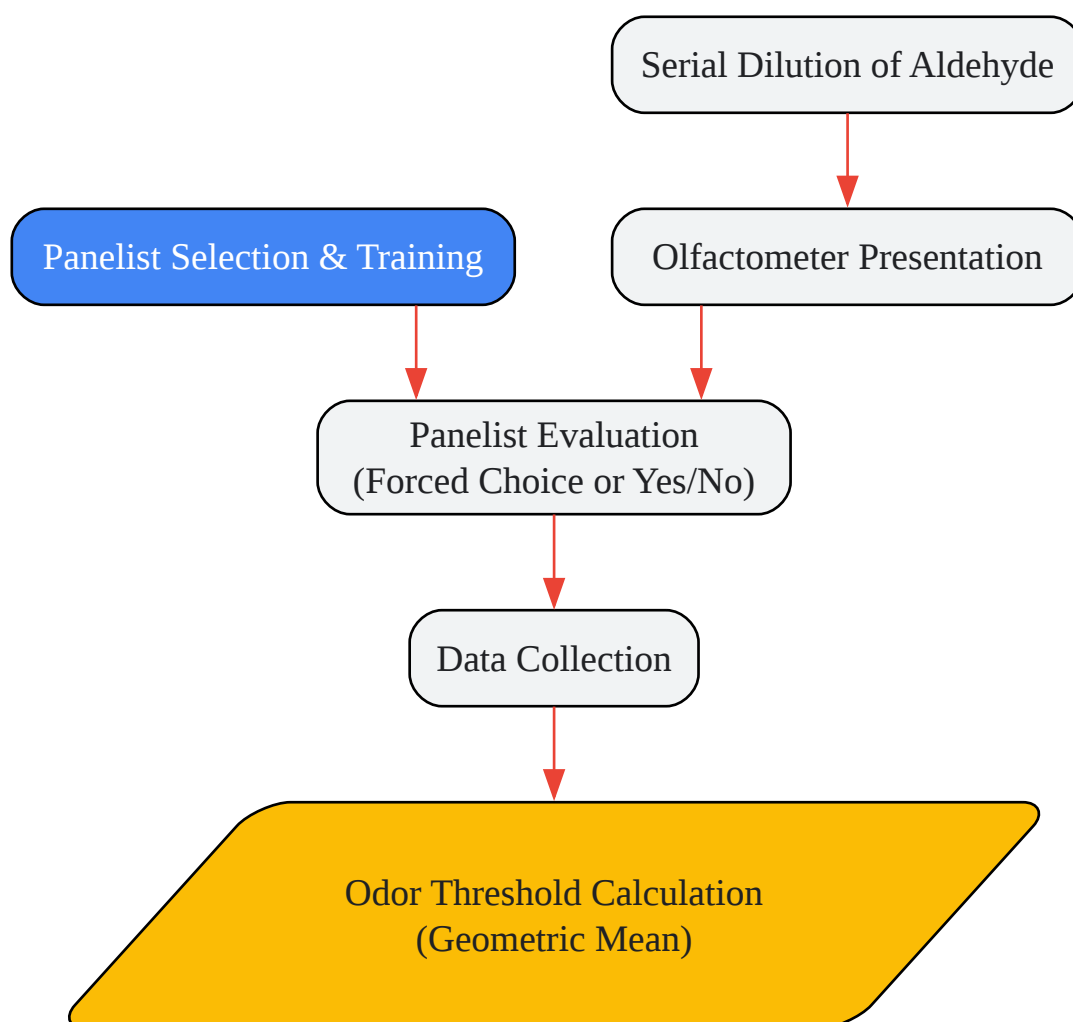 Serial Dilution of Aldehyde
Panelist Selection & Training
Olfactometer Presentation
Panelist Evaluation
(Forced Choice or Yes/No)
Data Collection
Odor Threshold Calculation
(Geometric Mean)